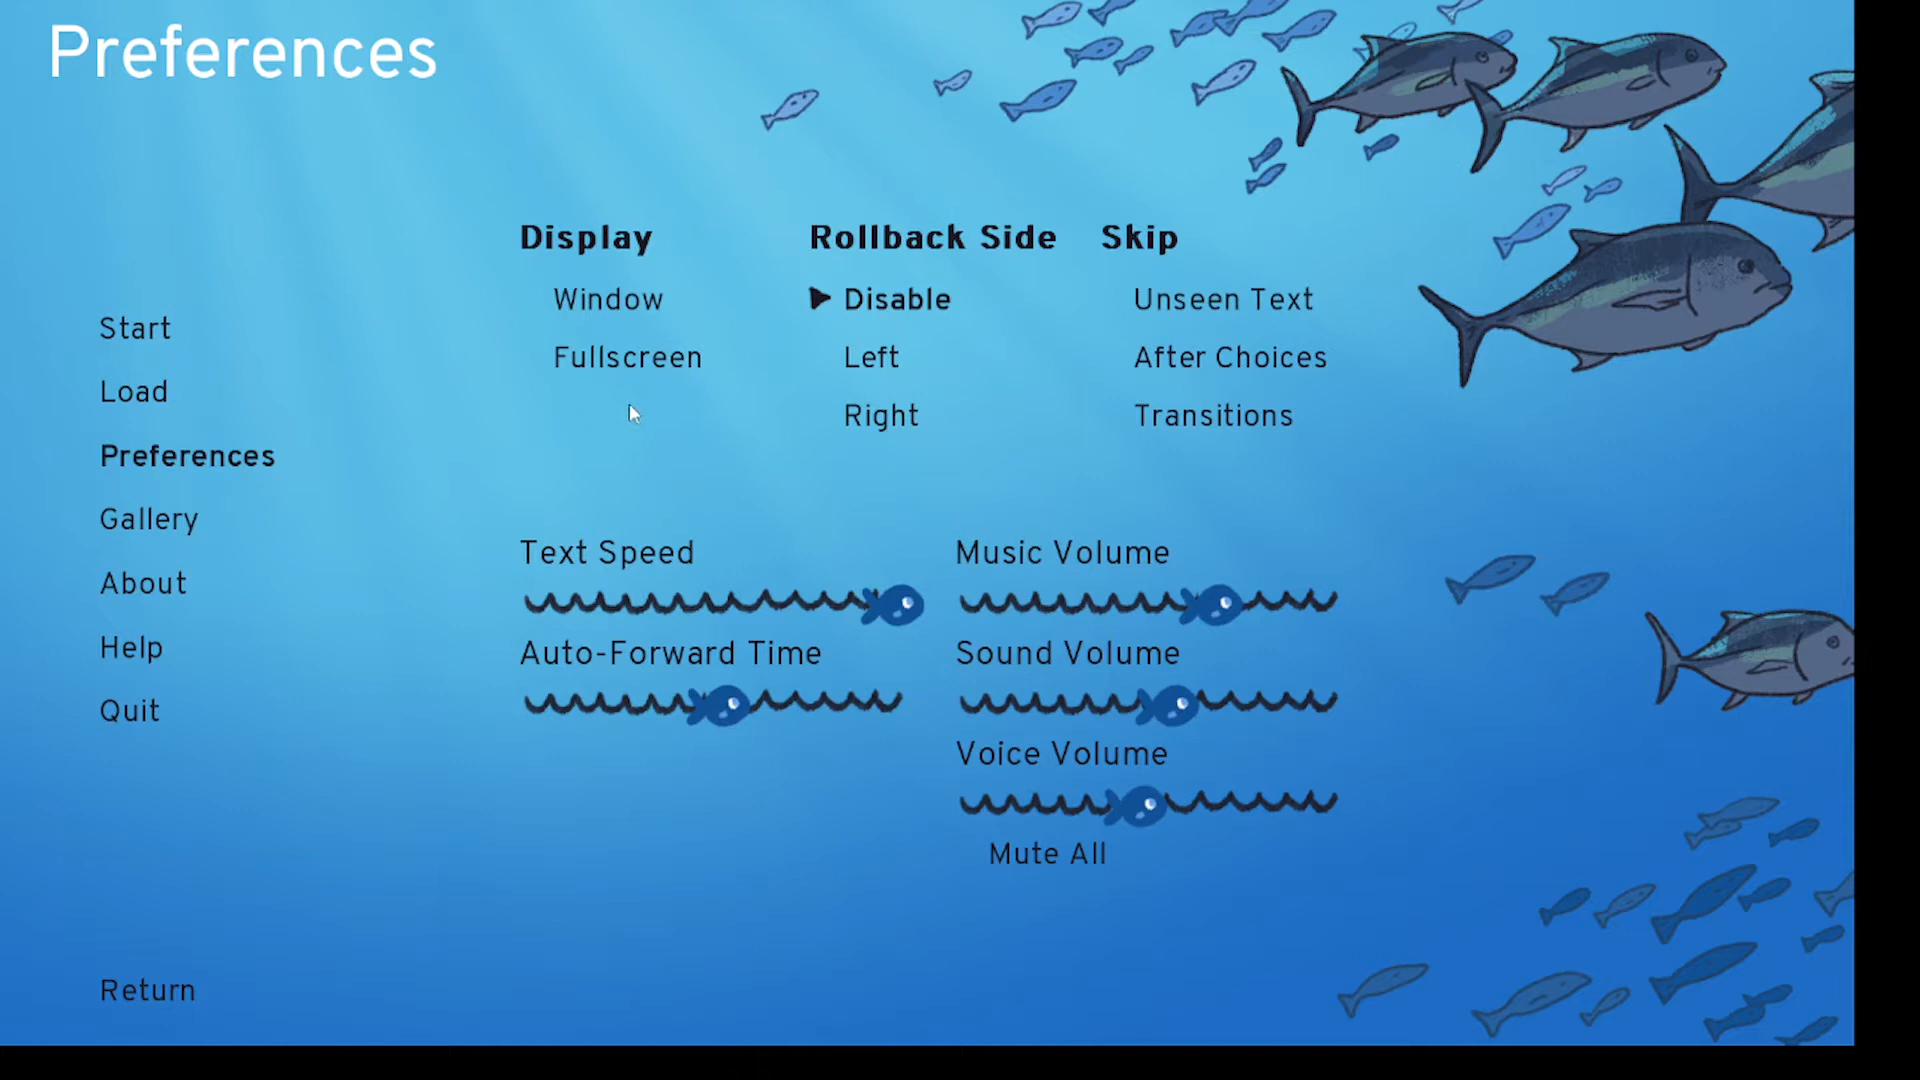 Preferences
Start
Load
Preferences
Gallery
About
Help
Quit
Return
Display
Window
Fullscreen
Rollback Side
Disable
Left
Right
Skip
Unseen Text
After Choices
Transitions
Text Speed
Auto-Forward Time
Music Volume
Sound Volume
Voice Volume
Mute All